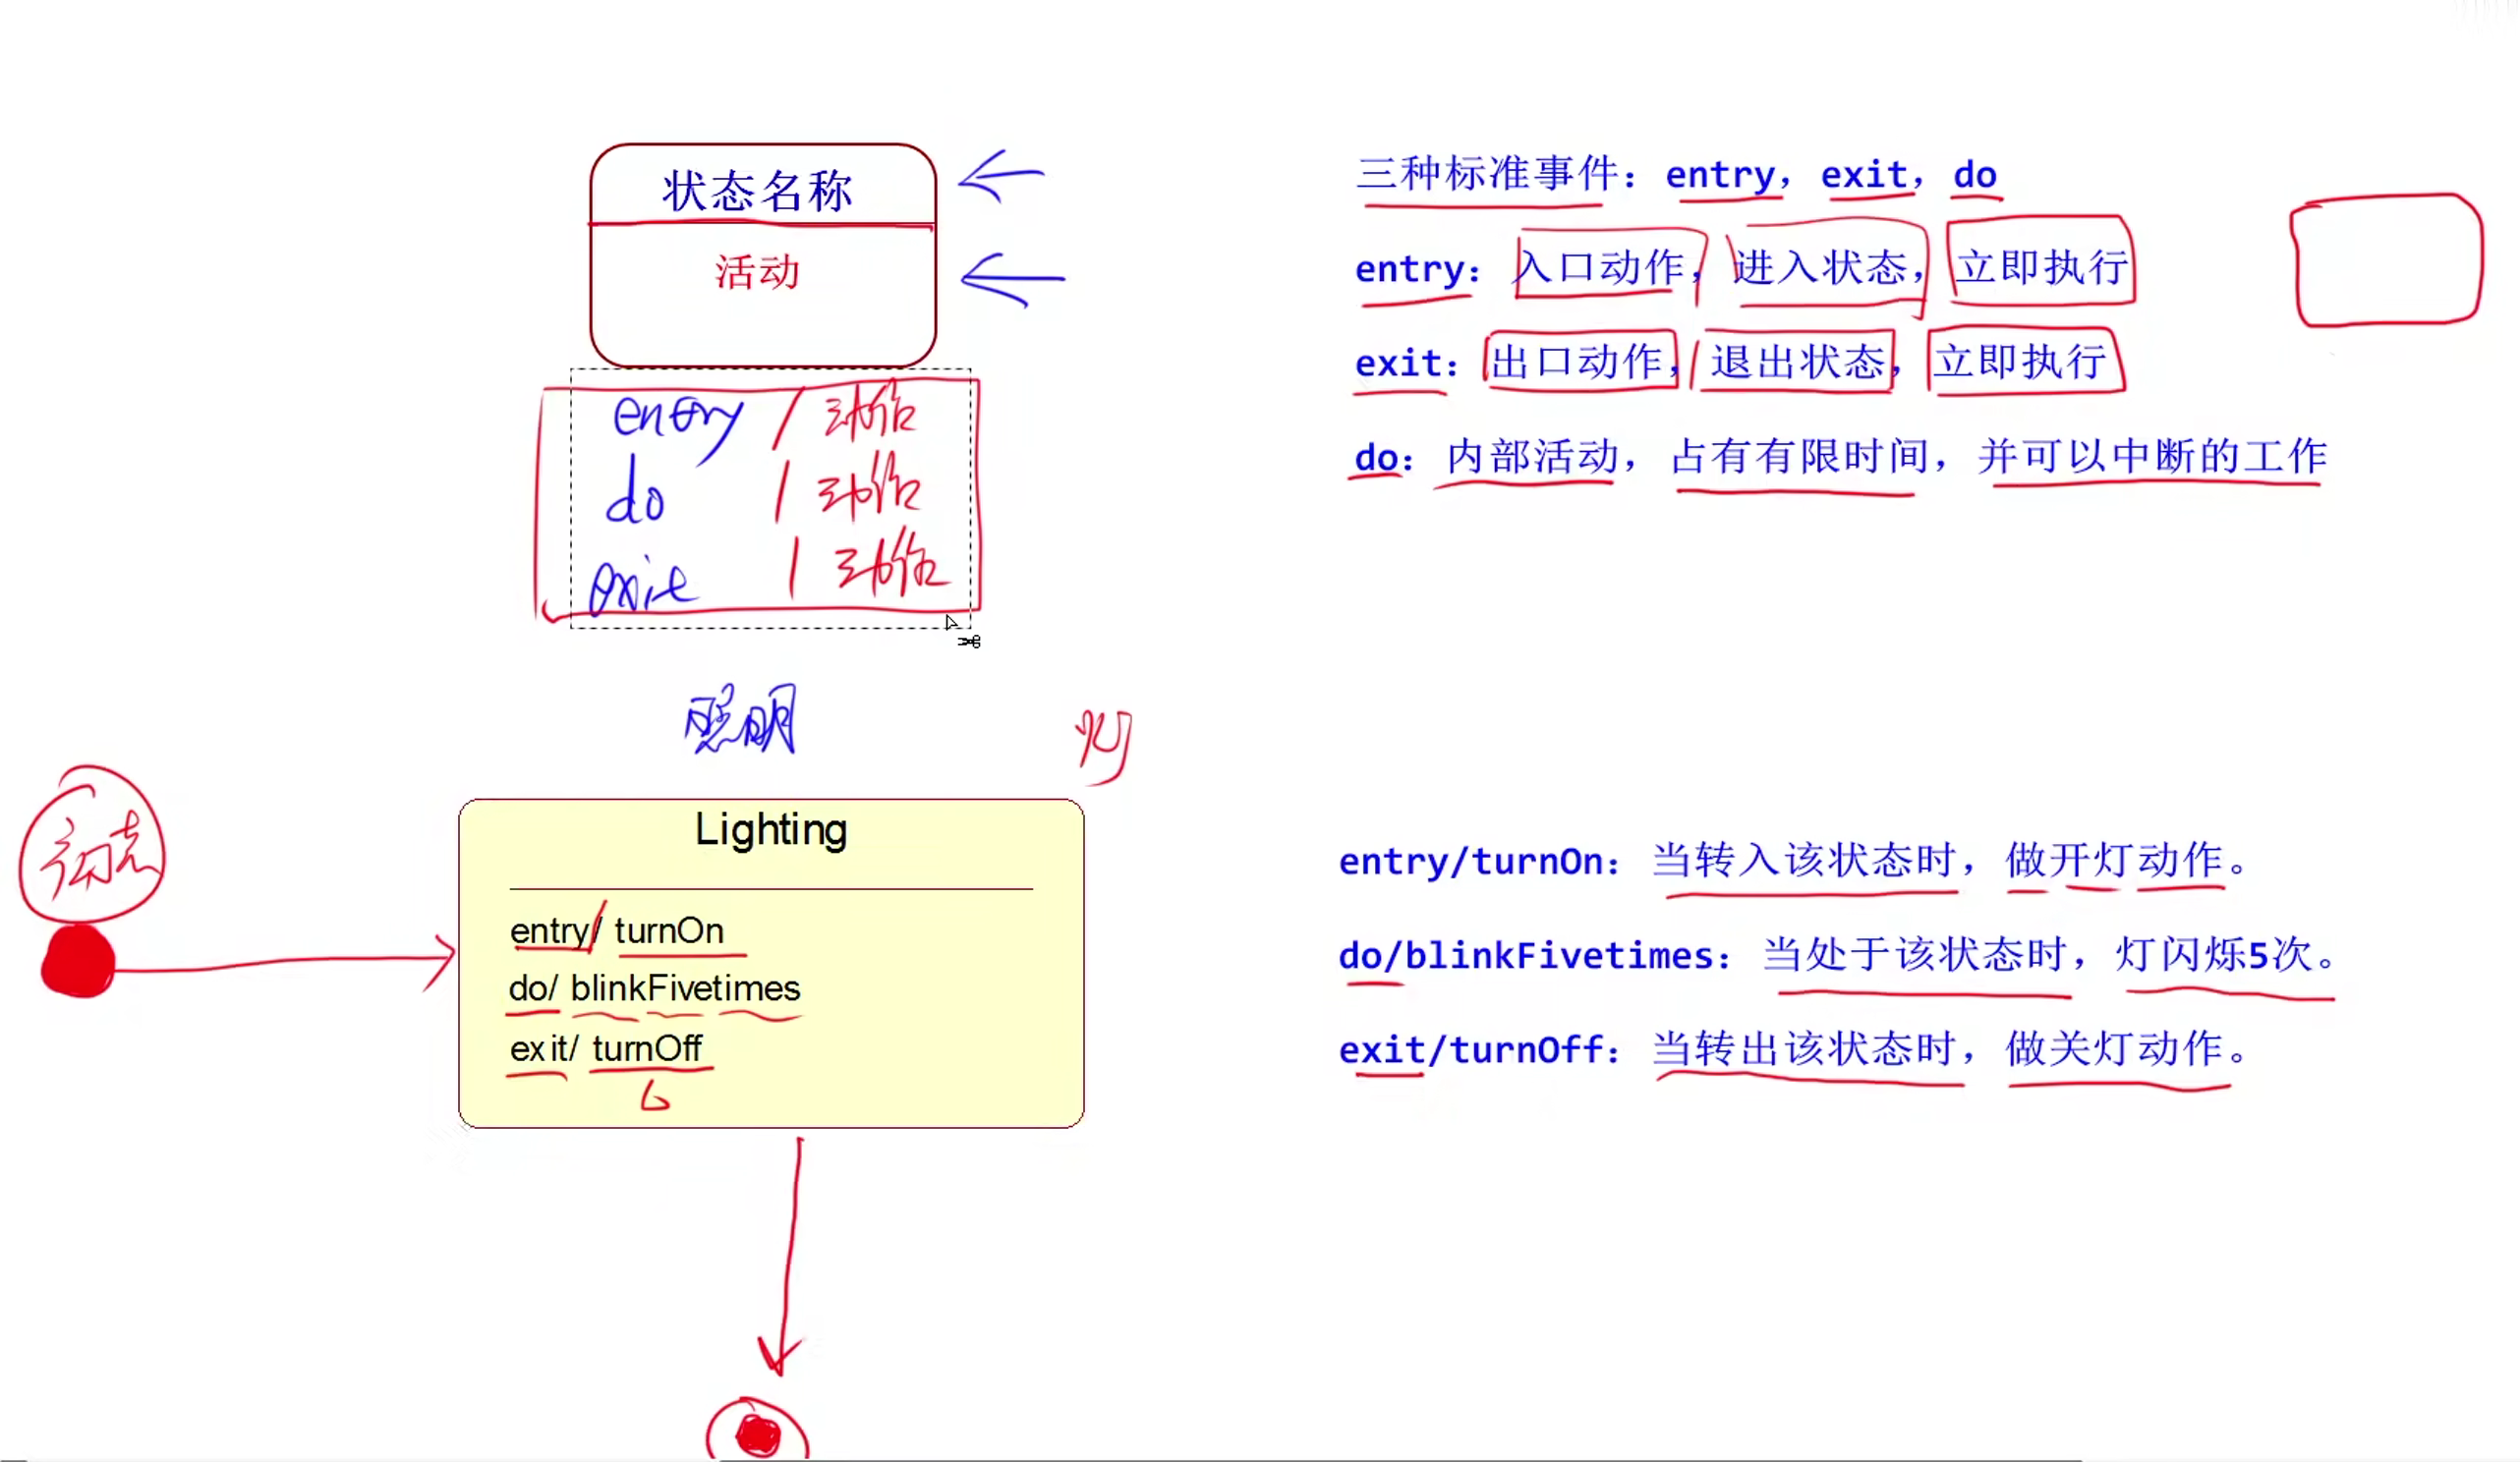 状态名称
活动
entry / 动作
do / 动作
exit / 动作
三种标准事件：entry，exit，do
entry：入口动作，进入状态，立即执行
exit：出口动作，退出状态，立即执行
do：内部活动，占有有限时间，并可以中断的工作
照明
灯
初态
Lighting
entry/ turnOn
do/ blinkFivetimes
exit/ turnOff
entry/turnOn：当转入该状态时，做开灯动作。
do/blinkFivetimes：当处于该状态时，灯闪烁5次。
exit/turnOff：当转出该状态时，做关灯动作。